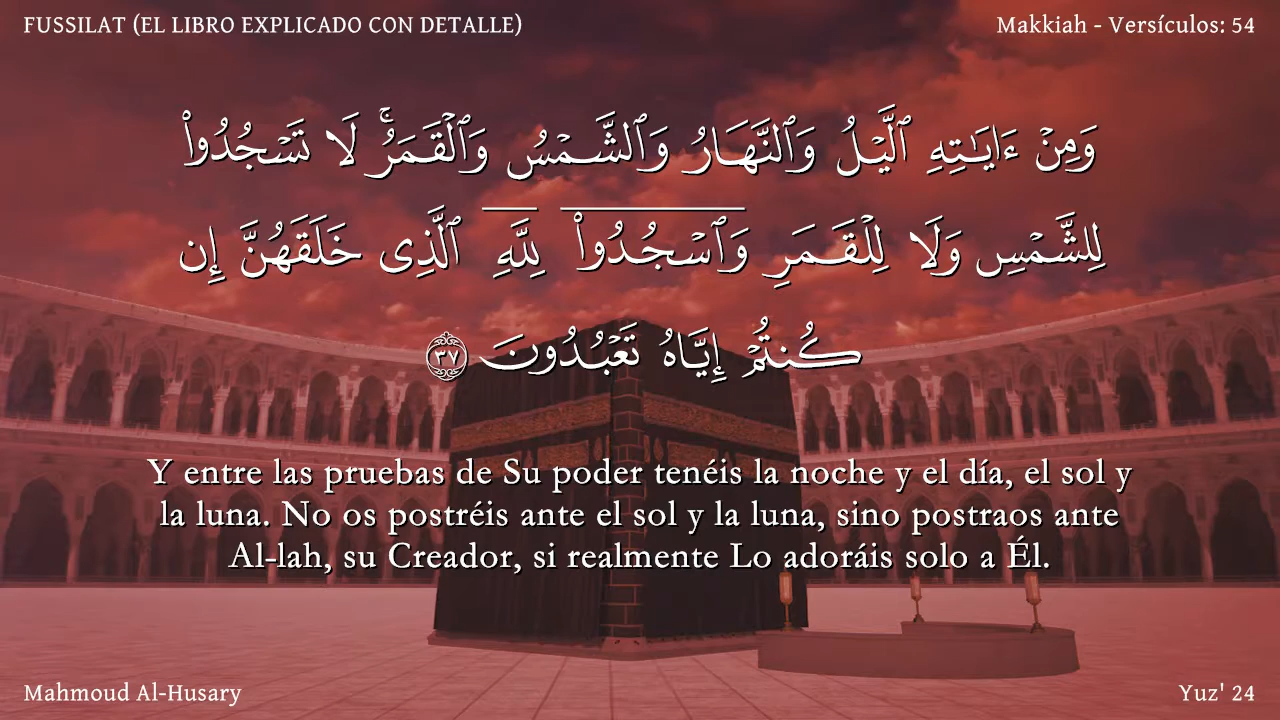 FUSSILAT (EL LIBRO EXPLICADO CON DETALLE)
Makkiah - Versículos: 54
وَمِنْ ءَايَـٰتِهِ ٱلَّيْلُ وَٱلنَّهَارُ وَٱلشَّمْسُ وَٱلْقَمَرُ ۚ لَا تَسْجُدُوا۟
لِلشَّمْسِ وَلَا لِلْقَمَرِ وَٱسْجُدُوا۟ لِلَّهِ ٱلَّذِى خَلَقَهُنَّ إِن
كُنتُمْ إِيَّاهُ تَعْبُدُونَ ٣٧
Y entre las pruebas de Su poder tenéis la noche y el día, el sol y
la luna. No os postréis ante el sol y la luna, sino postraos ante
Al-lah, su Creador, si realmente Lo adoráis solo a Él.
Mahmoud Al-Husary
Yuz' 24